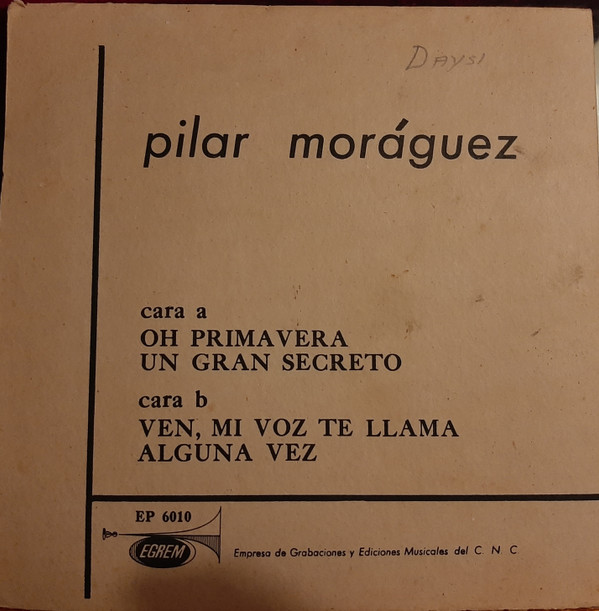 DAYSI
pilar moráguez
cara a
OH PRIMAVERA
UN GRAN SECRETO
cara b
VEN, MI VOZ TE LLAMA
ALGUNA VEZ
EP 6010
EGREM
Empresa de Grabaciones y Ediciones Musicales del C. N. C.